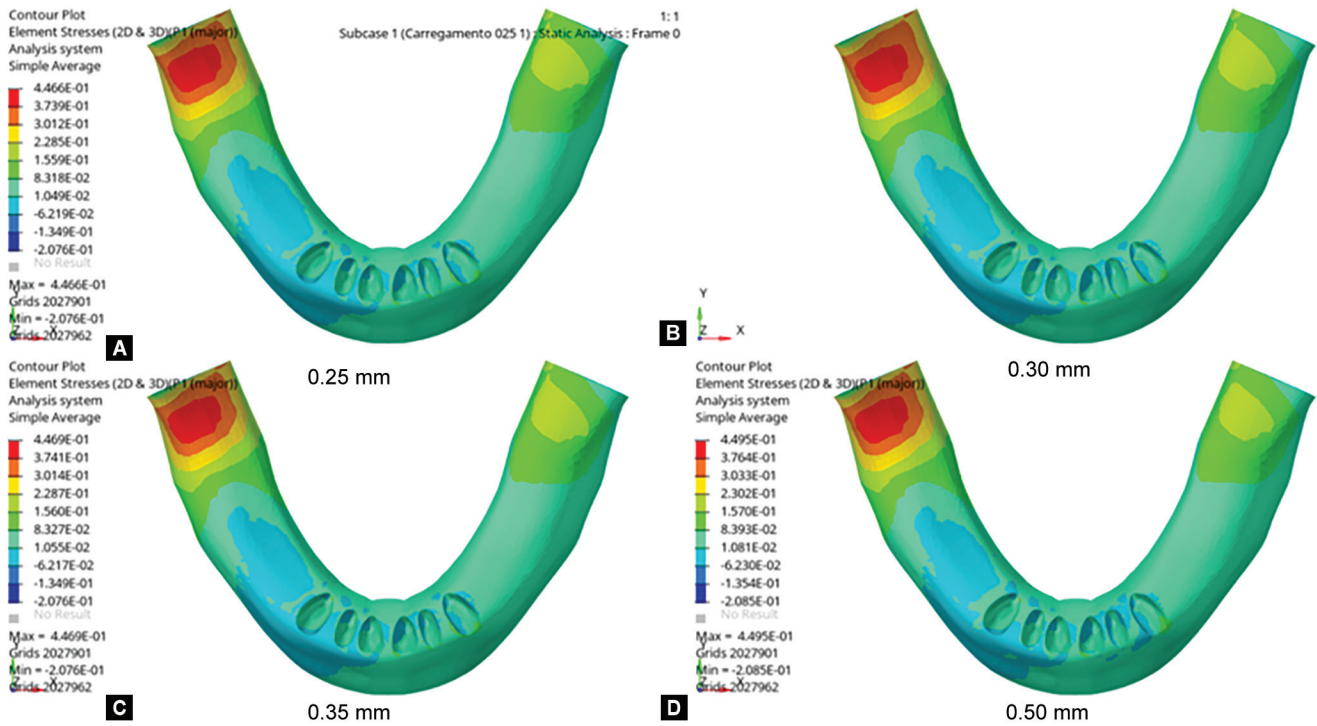 Contour Plot
Element Stresses (2D & 3D)(P1 (major))
Analysis system
Simple Average
1: 1
Subcase 1 (Carregamento 025 1) : Static Analysis : Frame 0
4.466E-01
3.739E-01
3.012E-01
2.285E-01
1.559E-01
8.318E-02
1.049E-02
-6.219E-02
-1.349E-01
-2.076E-01
No Result
Max = 4.466E-01
Grids 2027901
Min = -2.076E-01
Grids 2027962
Y
Z X
A
0.25 mm
Y
Z X
B
0.30 mm
Contour Plot
Element Stresses (2D & 3D)(P1 (major))
Analysis system
Simple Average
4.469E-01
3.741E-01
3.014E-01
2.287E-01
1.560E-01
8.327E-02
1.055E-02
-6.217E-02
-1.349E-01
-2.076E-01
No Result
Max = 4.469E-01
Grids 2027901
Min = -2.076E-01
Grids 2027962
Y
Z X
C
0.35 mm
Contour Plot
Element Stresses (2D & 3D)(P1 (major))
Analysis system
Simple Average
4.495E-01
3.764E-01
3.033E-01
2.302E-01
1.570E-01
8.393E-02
1.081E-02
-6.230E-02
-1.354E-01
-2.085E-01
No Result
Max = 4.495E-01
Grids 2027901
Min = -2.085E-01
Grids 2027962
Y
Z X
D
0.50 mm